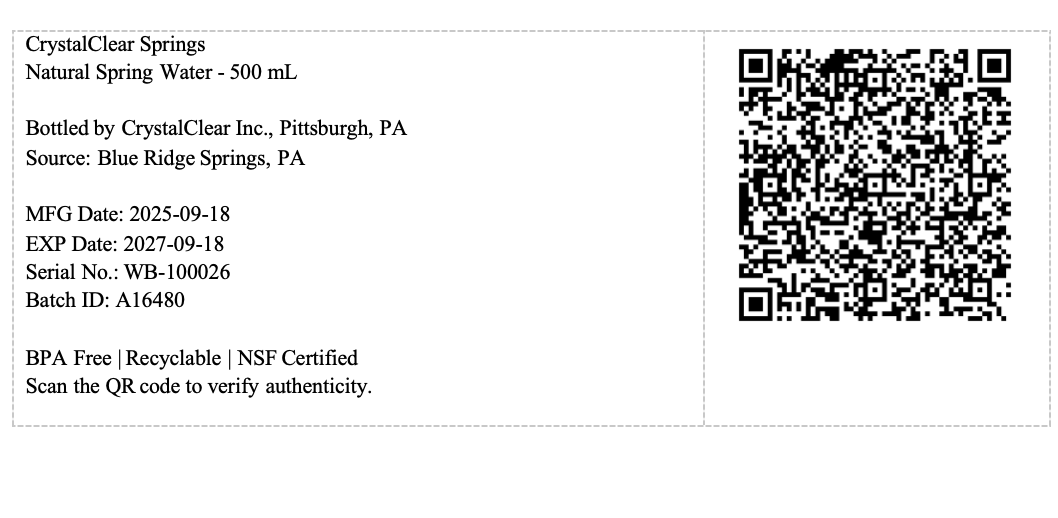 CrystalClear Springs
Natural Spring Water - 500 mL
Bottled by CrystalClear Inc., Pittsburgh, PA
Source: Blue Ridge Springs, PA
MFG Date: 2025-09-18
EXP Date: 2027-09-18
Serial No.: WB-100026
Batch ID: A16480
BPA Free | Recyclable | NSF Certified
Scan the QR code to verify authenticity.